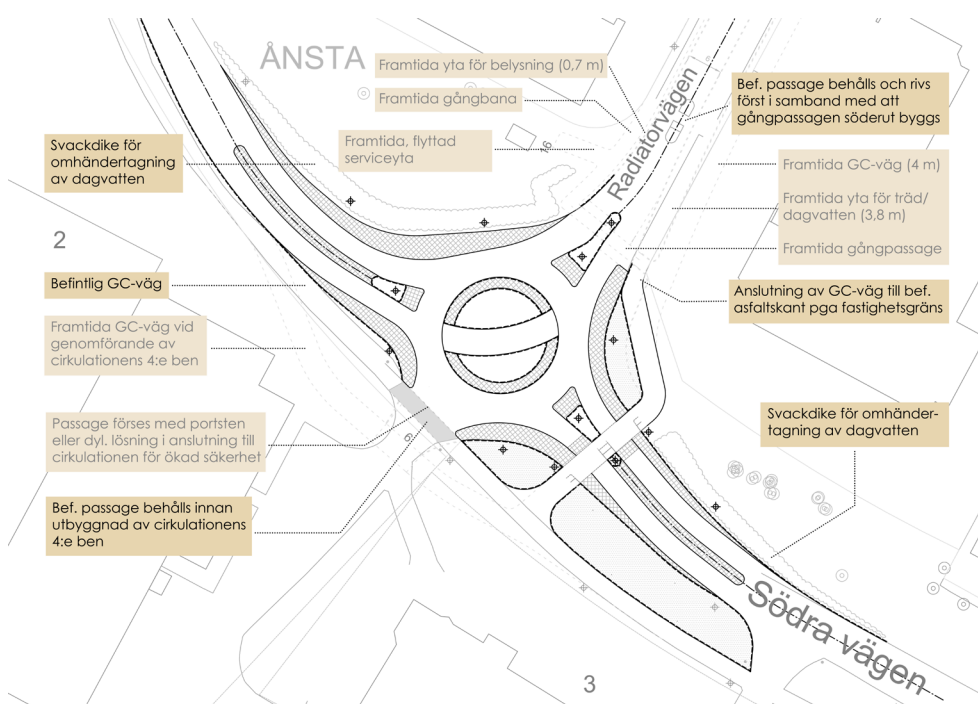 ÅNSTA
Framtida yta för belysning (0,7 m)
Framtida gångbana
Framtida, flyttad
serviceyta
16
Radiatorvägen
Bef. passage behålls och rivs
först i samband med att
gångpassagen söderut byggs
Svackdike för
omhändertagning
av dagvatten
Framtida GC-väg (4 m)
Framtida yta för träd/
dagvatten (3,8 m)
Framtida gångpassage
2
Befintlig GC-väg
Anslutning av GC-väg till bef.
asfaltskant pga fastighetsgräns
Framtida GC-väg vid
genomförande av
cirkulationens 4:e ben
Passage förses med portsten
eller dyl. lösning i anslutning till
cirkulationen för ökad säkerhet
Svackdike för omhänder-
tagning av dagvatten
Bef. passage behålls innan
utbyggnad av cirkulationens
4:e ben
Södra vägen
3